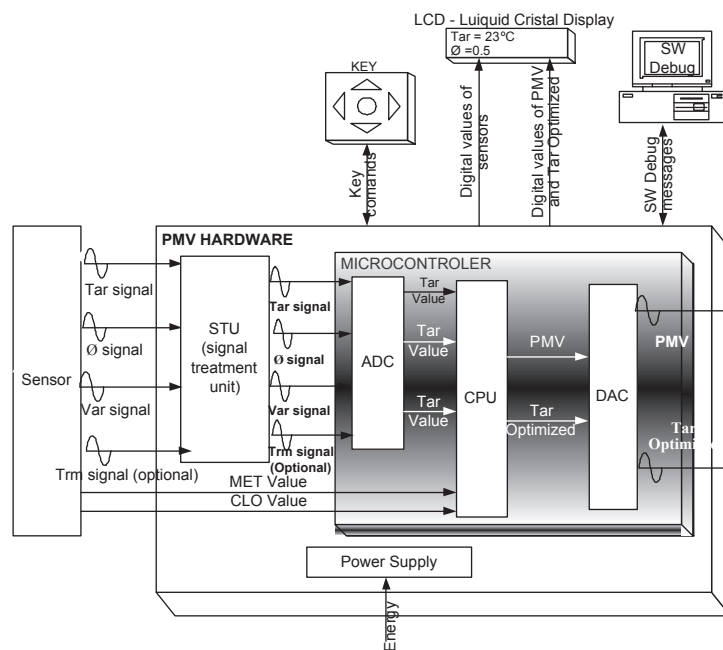 LCD - Luiquid Cristal Display
Tar = 23ºC
Ø =0.5
SW
Debug
KEY
Key
comands
Digital values of
sensors
Digital values of PMV
and Tar Optimized
SW Debug
messages
PMV HARDWARE
MICROCONTROLER
Sensor
Tar signal
Ø signal
Var signal
Trm signal (optional)
STU
(signal
treatment
unit)
Tar signal
Ø signal
Var signal
Trm signal
(Optional)
ADC
Tar
Value
Tar
Value
Tar
Value
CPU
PMV
Tar
Optimized
DAC
PMV
Tar
MET Value
CLO Value
Power Supply
Energy